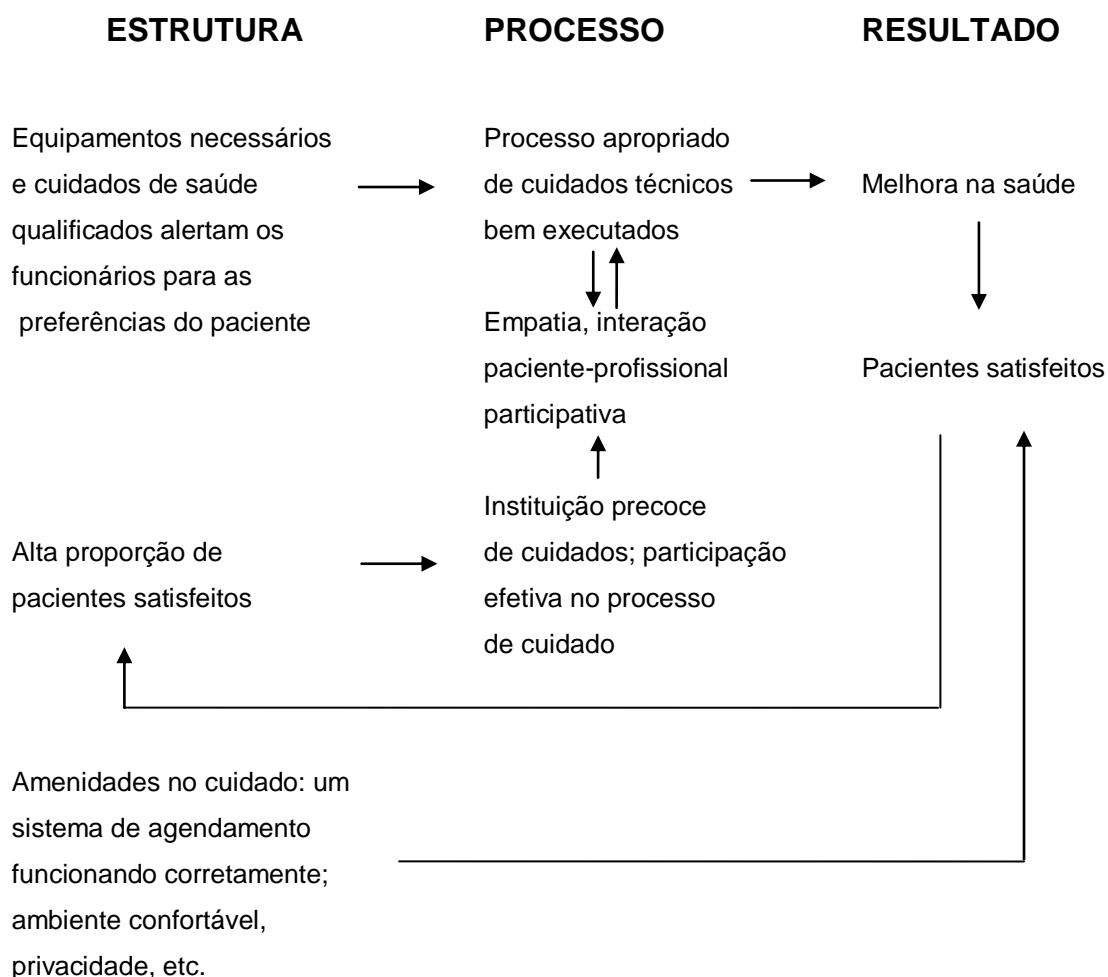 ESTRUTURA PROCESSO RESULTADO
Equipamentos necessários
e cuidados de saúde
qualificados alertam os
funcionários para as
preferências do paciente
Processo apropriado
de cuidados técnicos
bem executados
Melhora na saúde
Empatia, interação
paciente-profissional
participativa
Pacientes satisfeitos
Alta proporção de
pacientes satisfeitos
Instituição precoce
de cuidados; participação
efetiva no processo
de cuidado
Amenidades no cuidado: um
sistema de agendamento
funcionando corretamente;
ambiente confortável,
privacidade, etc.